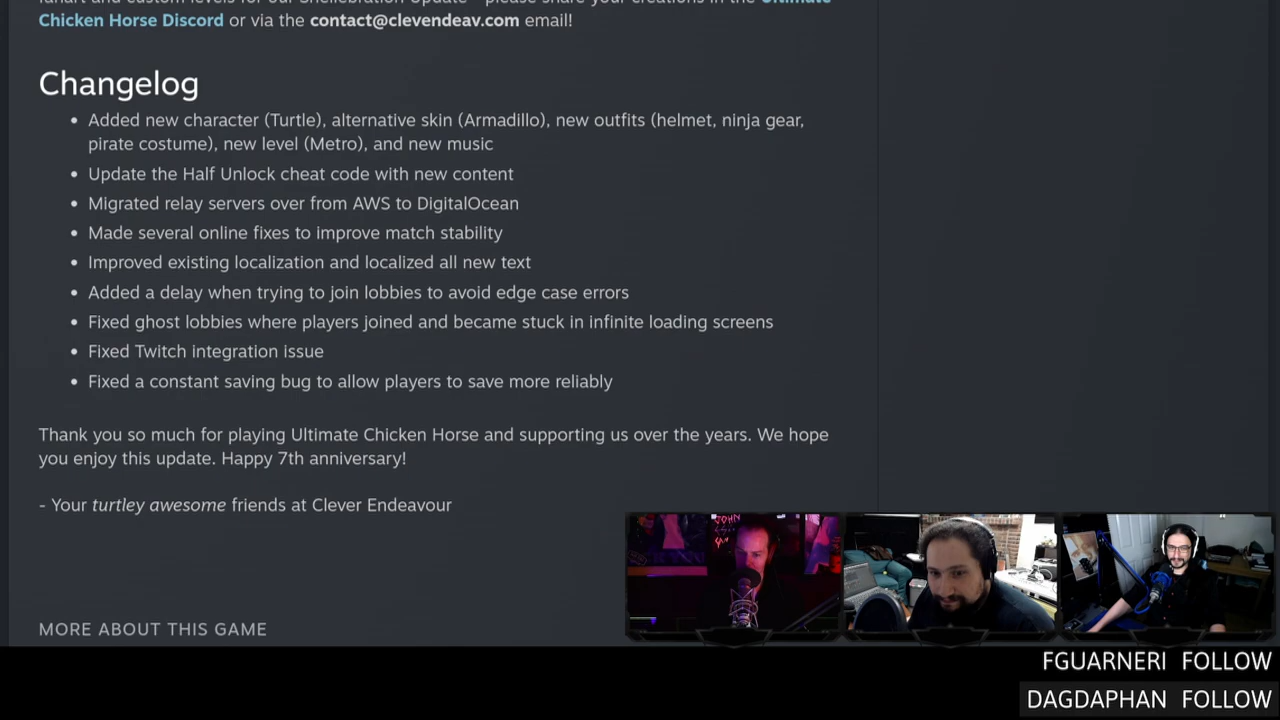 Chicken Horse Discord or via the contact@clevendeav.com email!
Changelog
• Added new character (Turtle), alternative skin (Armadillo), new outfits (helmet, ninja gear,
pirate costume), new level (Metro), and new music
• Update the Half Unlock cheat code with new content
• Migrated relay servers over from AWS to DigitalOcean
• Made several online fixes to improve match stability
• Improved existing localization and localized all new text
• Added a delay when trying to join lobbies to avoid edge case errors
• Fixed ghost lobbies where players joined and became stuck in infinite loading screens
• Fixed Twitch integration issue
• Fixed a constant saving bug to allow players to save more reliably
Thank you so much for playing Ultimate Chicken Horse and supporting us over the years. We hope
you enjoy this update. Happy 7th anniversary!
- Your turtley awesome friends at Clever Endeavour
JOHN
MORE ABOUT THIS GAME
FGUARNERI FOLLOW
DAGDAPHAN FOLLOW